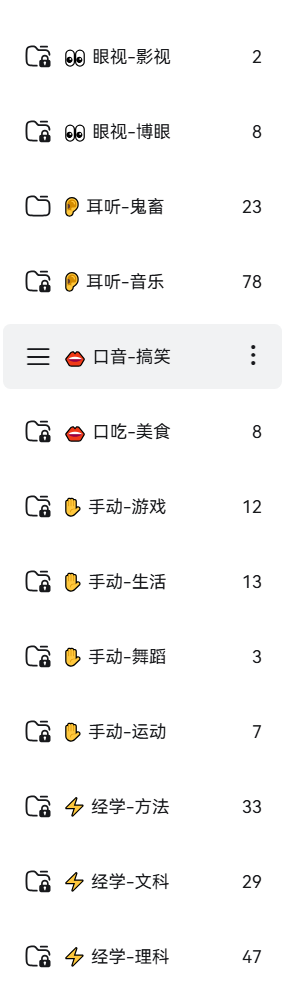 👀 眼视-影视 2
👀 眼视-博眼 8
👂 耳听-鬼畜 23
👂 耳听-音乐 78
👄 口音-搞笑
👄 口吃-美食 8
✋ 手动-游戏 12
✋ 手动-生活 13
✋ 手动-舞蹈 3
✋ 手动-运动 7
⚡ 经学-方法 33
⚡ 经学-文科 29
⚡ 经学-理科 47